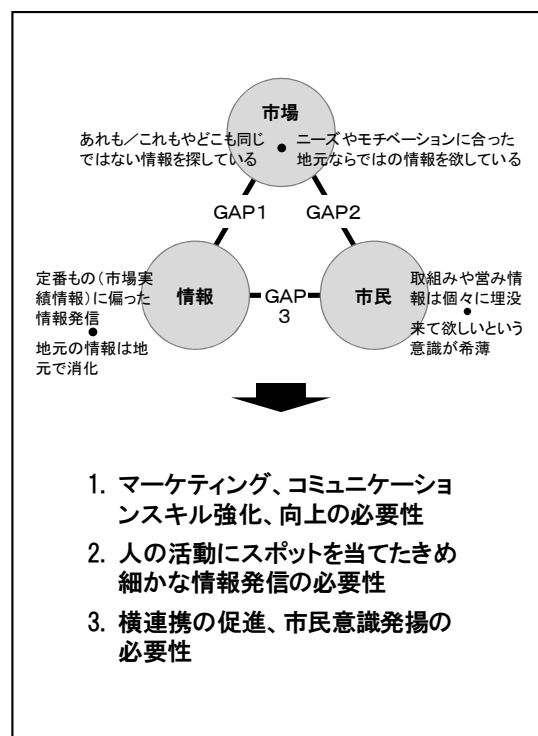 市場
あれも／これもやどこも同じ
ではない情報を探している
●
ニーズやモチベーションに合った
地元ならではの情報を欲している
GAP1
GAP2
定番もの（市場実
績情報）に偏った
情報発信
●
地元の情報は地
元で消化
情報
GAP
3
市民
取組みや営み情
報は個々に埋没
●
来て欲しいという
意識が希薄
1. マーケティング、コミュニケーショ
ンスキル強化、向上の必要性
2. 人の活動にスポットを当てたきめ
細かな情報発信の必要性
3. 横連携の促進、市民意識発揚の
必要性